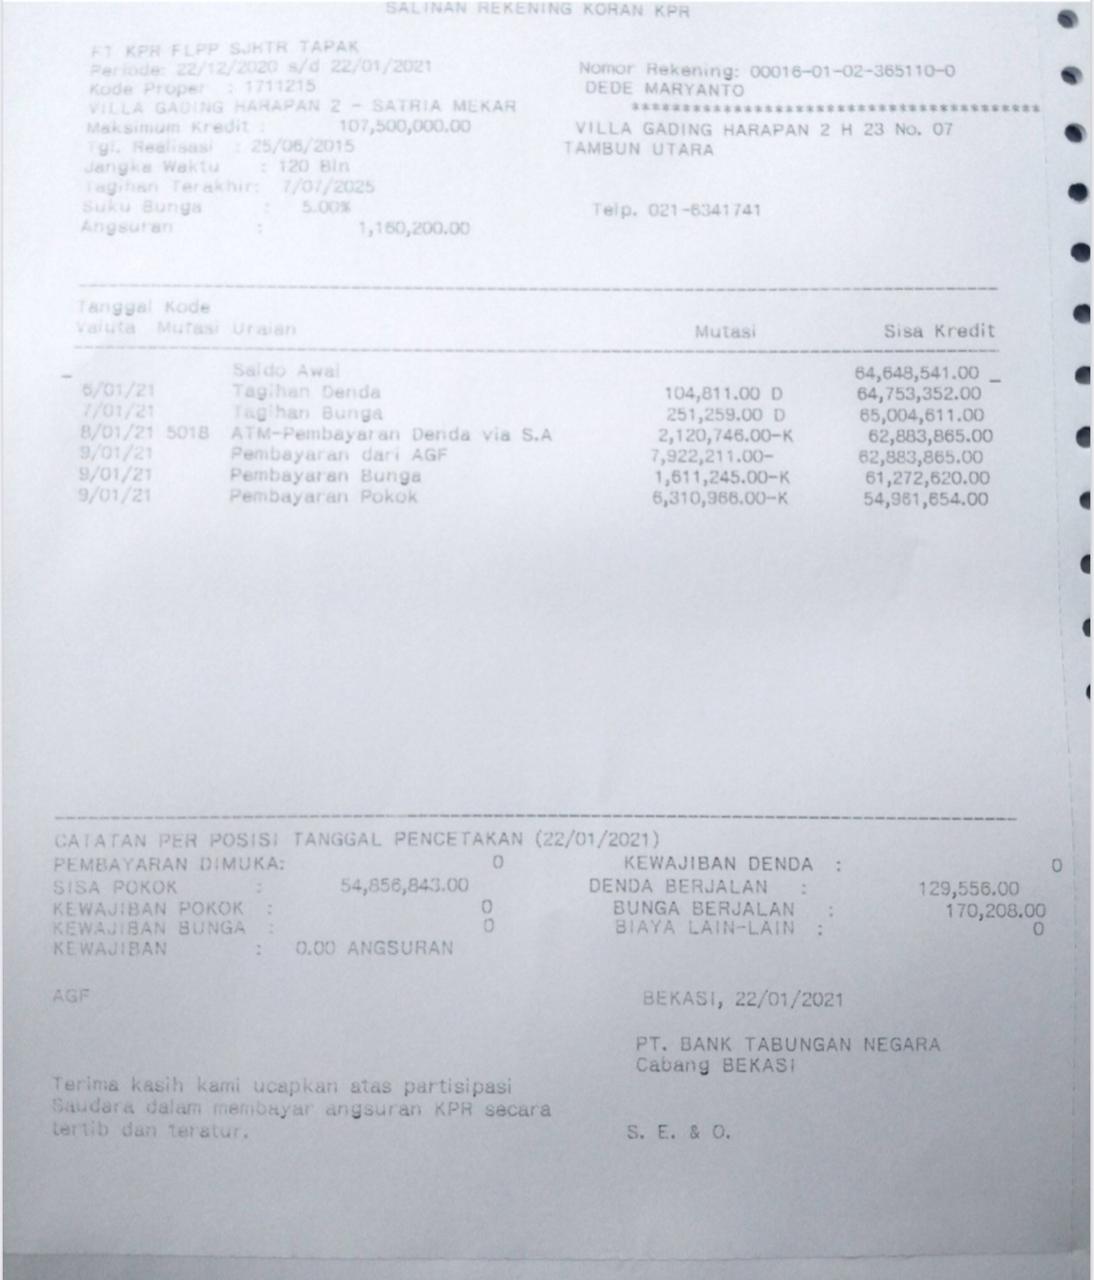 SALINAN REKENING KORAN KPR
FT KPR FLPP SJHTR TAPAK
Periode: 22/12/2020 s/d 22/01/2021
Nomor Rekening: 00016-01-02-365110-0
Kode Proper : 1711215
DEDE MARYANTO
VILLA GADING HARAPAN 2 - SATRIA MEKAR
****************************************
Maksimum Kredit : 107,500,000.00
VILLA GADING HARAPAN 2 H 23 No. 07
Tgl. Realisasi : 25/06/2015
TAMBUN UTARA
Jangka Waktu : 120 Bln
Tagihan Terakhir: 7/07/2025
Suku Bunga : 5.00%
Telp. 021-6341741
Angsuran : 1,160,200.00
Tanggal Kode
Valuta Mutasi Uraian Mutasi Sisa Kredit
Saldo Awal 64,648,541.00
6/01/21 Tagihan Denda 104,811.00 D 64,753,352.00
7/01/21 Tagihan Bunga 251,259.00 D 65,004,611.00
8/01/21 5018 ATM-Pembayaran Denda via S.A 2,120,746.00-K 62,883,865.00
9/01/21 Pembayaran dari AGF 7,922,211.00- 62,883,865.00
9/01/21 Pembayaran Bunga 1,611,245.00-K 61,272,620.00
9/01/21 Pembayaran Pokok 6,310,966.00-K 54,961,654.00
CATATAN PER POSISI TANGGAL PENCETAKAN (22/01/2021)
PEMBAYARAN DIMUKA: 0 KEWAJIBAN DENDA : 0
SISA POKOK : 54,856,843.00 DENDA BERJALAN : 129,556.00
KEWAJIBAN POKOK : 0 BUNGA BERJALAN : 170,208.00
KEWAJIBAN BUNGA : 0 BIAYA LAIN-LAIN : 0
KEWAJIBAN : 0.00 ANGSURAN
AGF
BEKASI, 22/01/2021
PT. BANK TABUNGAN NEGARA
Cabang BEKASI
Terima kasih kami ucapkan atas partisipasi
Saudara dalam membayar angsuran KPR secara
tertib dan teratur.
S. E. & O.